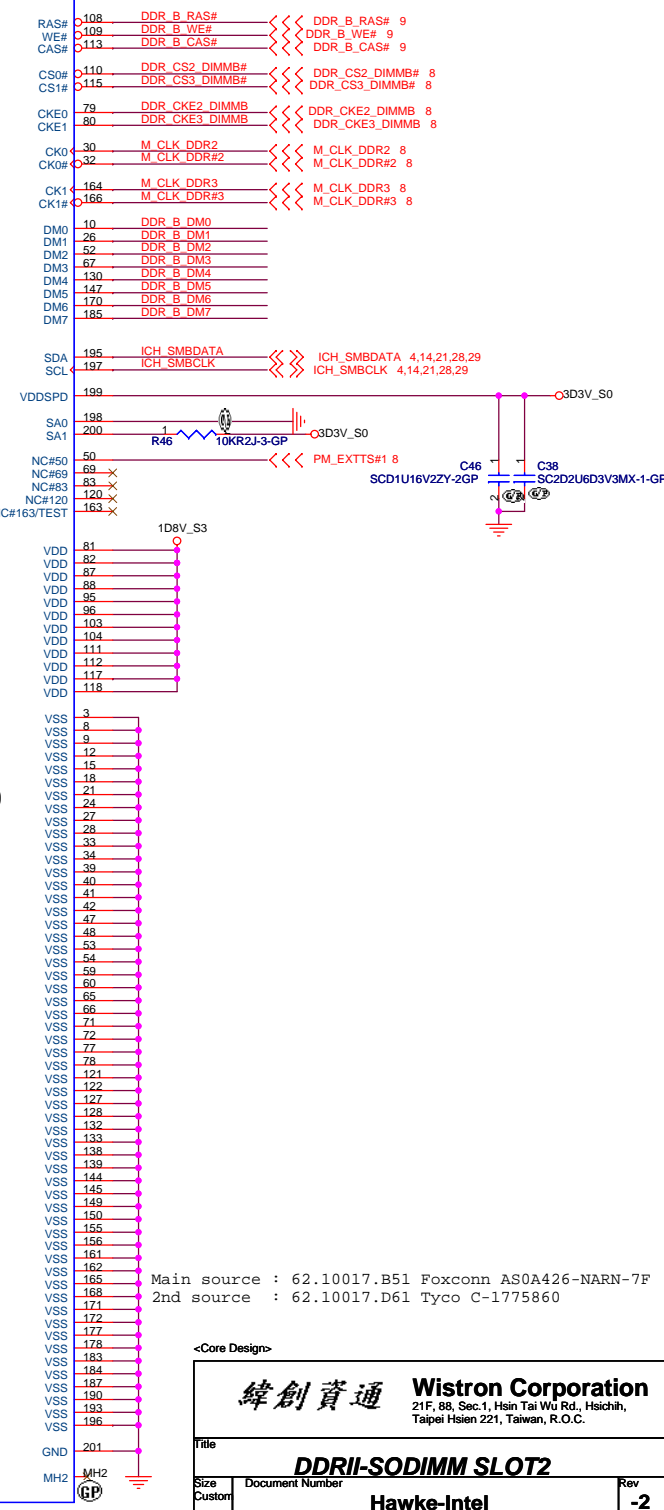 RAS# 108 DDR_B_RAS# DDR_B_RAS# 9
WE# 109 DDR_B_WE# DDR_B_WE# 9
CAS# 113 DDR_B_CAS# DDR_B_CAS# 9
CS0# 110 DDR_CS2_DIMMB# DDR_CS2_DIMMB# 8
CS1# 115 DDR_CS3_DIMMB# DDR_CS3_DIMMB# 8
CKE0 79 DDR_CKE2_DIMMB DDR_CKE2_DIMMB 8
CKE1 80 DDR_CKE3_DIMMB DDR_CKE3_DIMMB 8
CK0 30 M_CLK_DDR2 M_CLK_DDR2 8
CK0# 32 M_CLK_DDR#2 M_CLK_DDR#2 8
CK1 164 M_CLK_DDR3 M_CLK_DDR3 8
CK1# 166 M_CLK_DDR#3 M_CLK_DDR#3 8
DM0 10 DDR_B_DM0
DM1 26 DDR_B_DM1
DM2 52 DDR_B_DM2
DM3 67 DDR_B_DM3
DM4 130 DDR_B_DM4
DM5 147 DDR_B_DM5
DM6 170 DDR_B_DM6
DM7 185 DDR_B_DM7
SDA 195 ICH_SMBDATA ICH_SMBDATA 4,14,21,28,29
SCL 197 ICH_SMBCLK ICH_SMBCLK 4,14,21,28,29
VDDSPD 199 3D3V_S0
SA0 198
SA1 200 1 R46 10KR2J-3-GP 3D3V_S0
NC#50 50 PM_EXTTS#1 8
NC#69 69
NC#83 83
NC#120 120
C#163/TEST 163
1 C46 SCD1U16V2ZY-2GP 2
1 C38 SC2D2U6D3V3MX-1-GP 2
1D8V_S3
VDD 81
VDD 82
VDD 87
VDD 88
VDD 95
VDD 96
VDD 103
VDD 104
VDD 111
VDD 112
VDD 117
VDD 118
VSS 3
VSS 8
VSS 9
VSS 12
VSS 15
VSS 18
VSS 21
VSS 24
VSS 27
VSS 28
VSS 33
VSS 34
VSS 39
VSS 40
VSS 41
VSS 42
VSS 47
VSS 48
VSS 53
VSS 54
VSS 59
VSS 60
VSS 65
VSS 66
VSS 71
VSS 72
VSS 77
VSS 78
VSS 121
VSS 122
VSS 127
VSS 128
VSS 132
VSS 133
VSS 138
VSS 139
VSS 144
VSS 145
VSS 149
VSS 150
VSS 155
VSS 156
VSS 161
VSS 162
VSS 165
VSS 168
VSS 171
VSS 172
VSS 177
VSS 178
VSS 183
VSS 184
VSS 187
VSS 190
VSS 193
VSS 196
GND 201
MH2 MH2
GP
Main source : 62.10017.B51 Foxconn AS0A426-NARN-7F
2nd source : 62.10017.D61 Tyco C-1775860
<Core Design>
緯創資通 Wistron Corporation
21F, 88, Sec.1, Hsin Tai Wu Rd., Hsichih,
Taipei Hsien 221, Taiwan, R.O.C.
Title
DDRII-SODIMM SLOT2
Size Document Number Rev
Custom Hawke-Intel -2